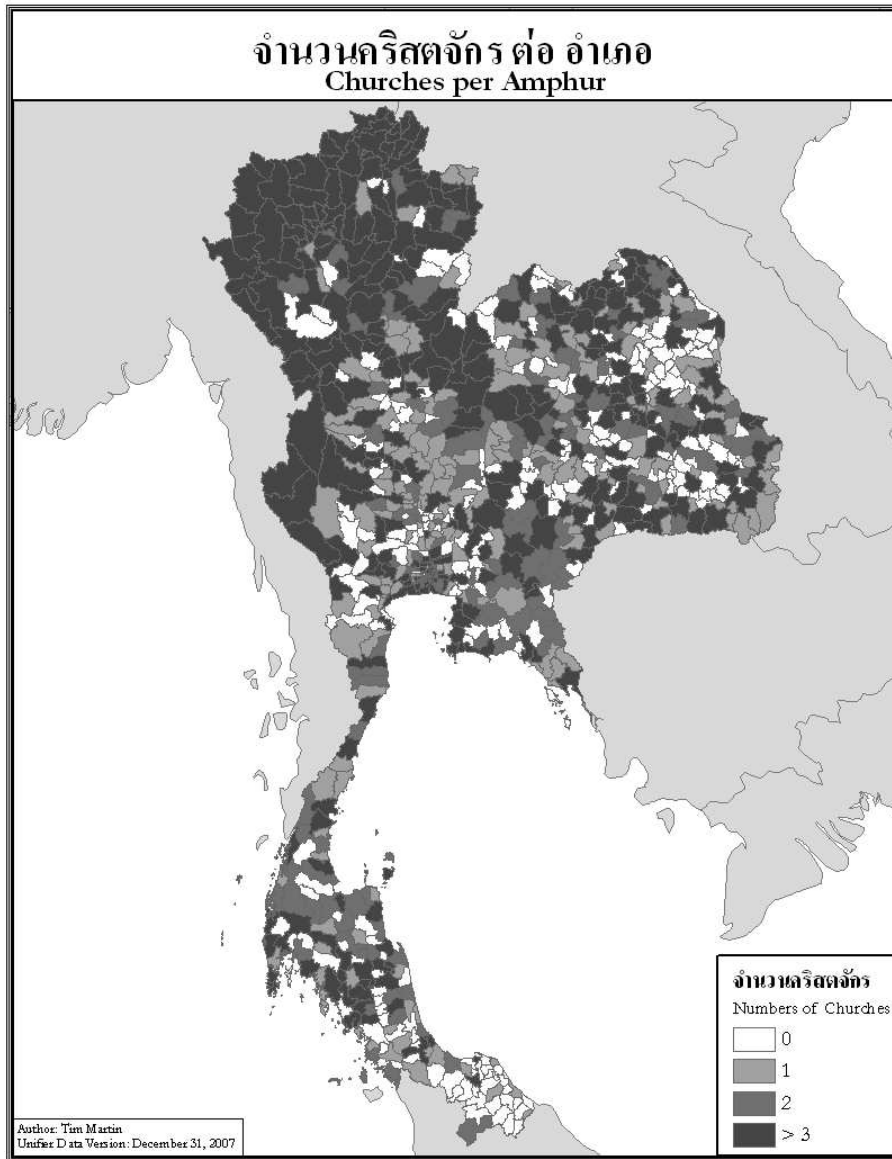 จำนวนคริสตจักร ต่อ อำเภอ
Churches per Amphur
จำนวนคริสตจักร
Numbers of Churches
0
1
2
> 3
Author: Tim Martin
Unifier Data Version: December 31, 2007